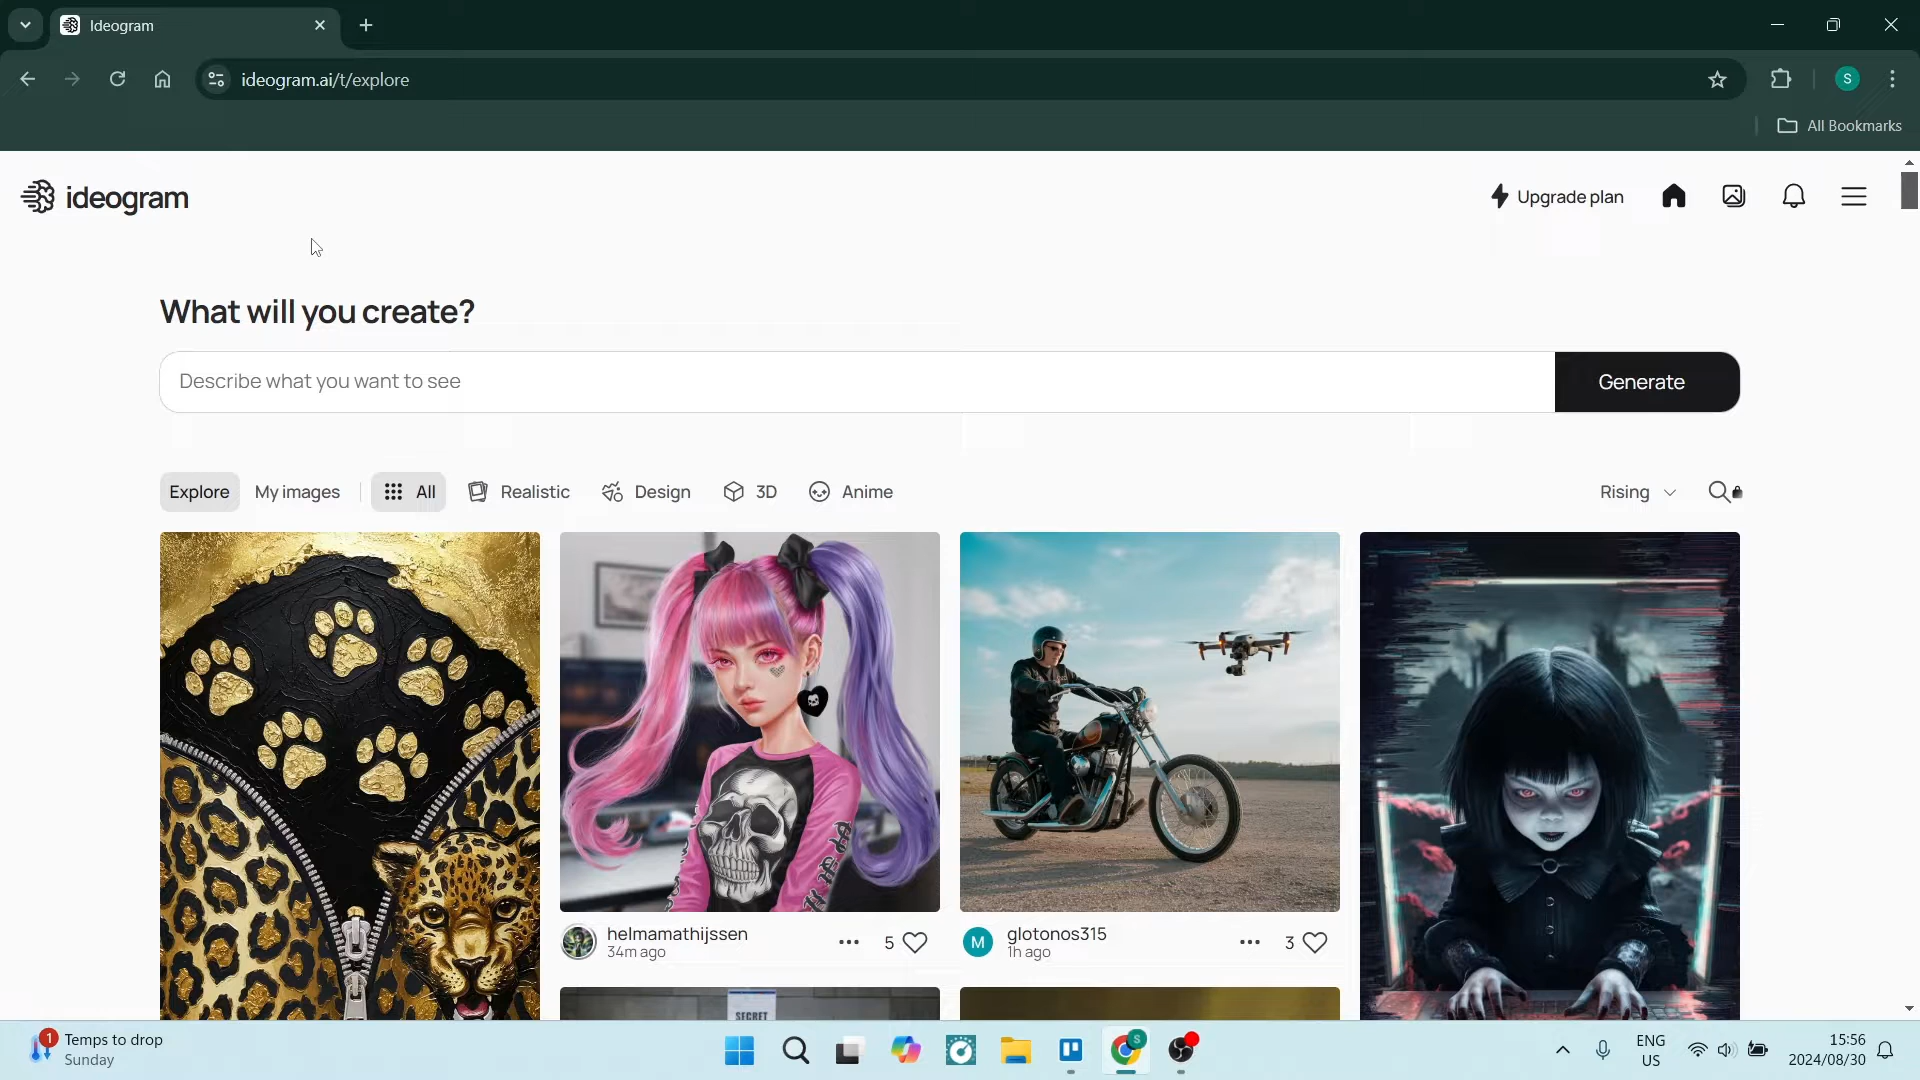 Ideogram
ideogram.ai/t/explore
S
All Bookmarks
ideogram
Upgrade plan
What will you create?
Describe what you want to see
Generate
Explore
My images
All
Realistic
Design
3D
Anime
Rising
helmamathijssen
34m ago
5
M
glotonos315
1h ago
3
SECRET
1
Temps to drop
Sunday
S
ENG
US
15:56
2024/08/30